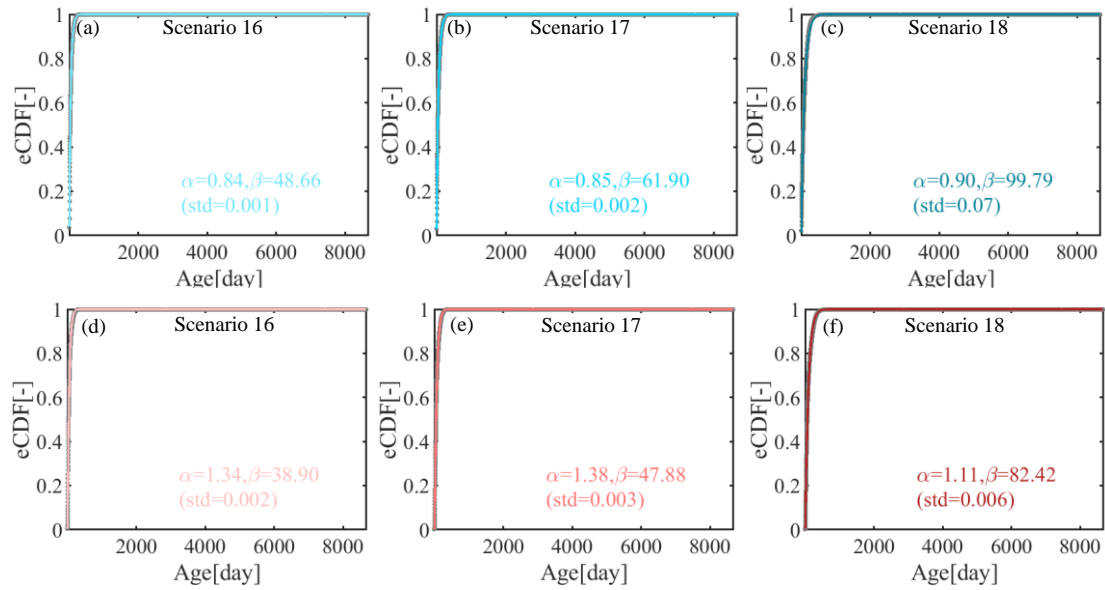 (a) Scenario 16
1
0.8
0.6
0.4
0.2
0
eCDF[-]
α=0.84,β=48.66
(std=0.001)
2000 4000 6000 8000
Age[day]
(b) Scenario 17
1
0.8
0.6
0.4
0.2
0
eCDF[-]
α=0.85,β=61.90
(std=0.002)
2000 4000 6000 8000
Age[day]
(c) Scenario 18
1
0.8
0.6
0.4
0.2
0
eCDF[-]
α=0.90,β=99.79
(std=0.07)
2000 4000 6000 8000
Age[day]
(d) Scenario 16
1
0.8
0.6
0.4
0.2
0
eCDF[-]
α=1.34,β=38.90
(std=0.002)
2000 4000 6000 8000
Age[day]
(e) Scenario 17
1
0.8
0.6
0.4
0.2
0
eCDF[-]
α=1.38,β=47.88
(std=0.003)
2000 4000 6000 8000
Age[day]
(f) Scenario 18
1
0.8
0.6
0.4
0.2
0
eCDF[-]
α=1.11,β=82.42
(std=0.006)
2000 4000 6000 8000
Age[day]